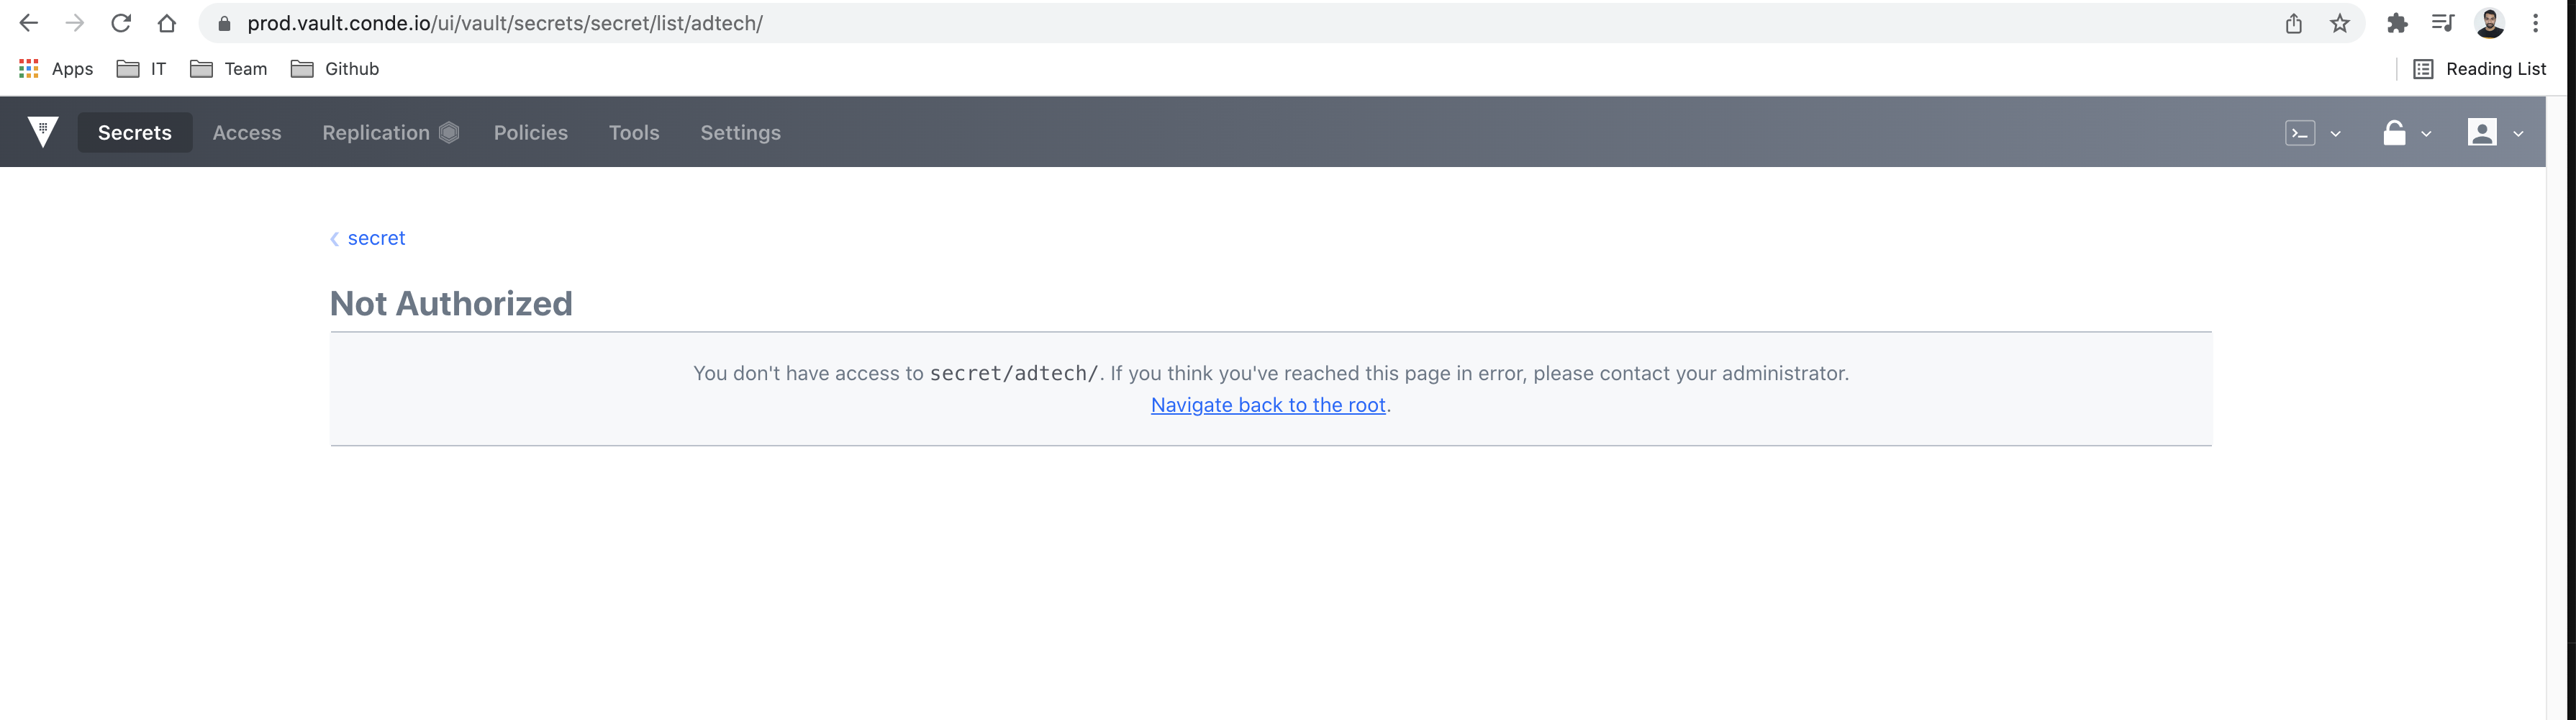 prod.vault.conde.io/ui/vault/secrets/secret/list/adtech/
Apps IT Team Github Reading List
Secrets Access Replication Policies Tools Settings
secret
Not Authorized
You don't have access to secret/adtech/. If you think you've reached this page in error, please contact your administrator.
Navigate back to the root.